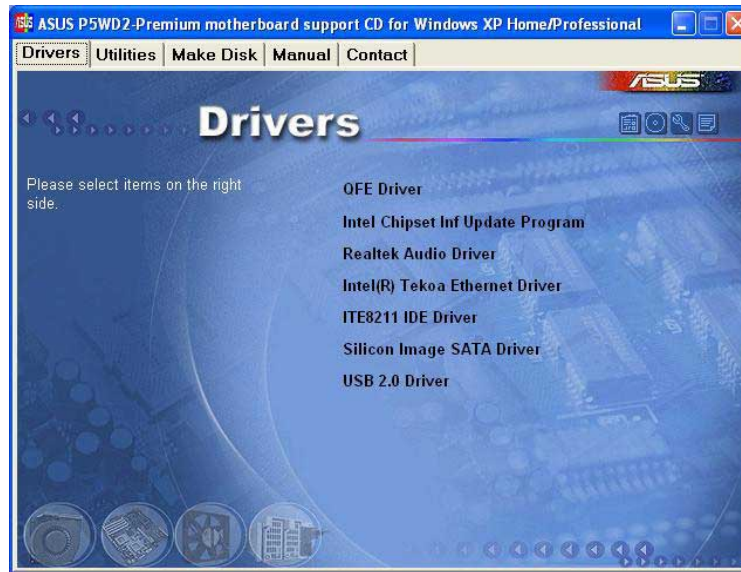 ASUS P5WD2-Premium motherboard support CD for Windows XP Home/Professional
Drivers Utilities Make Disk Manual Contact
ASUS
Drivers
Please select items on the right
side.
QFE Driver
Intel Chipset Inf Update Program
Realtek Audio Driver
Intel(R) Tekoa Ethernet Driver
ITE8211 IDE Driver
Silicon Image SATA Driver
USB 2.0 Driver